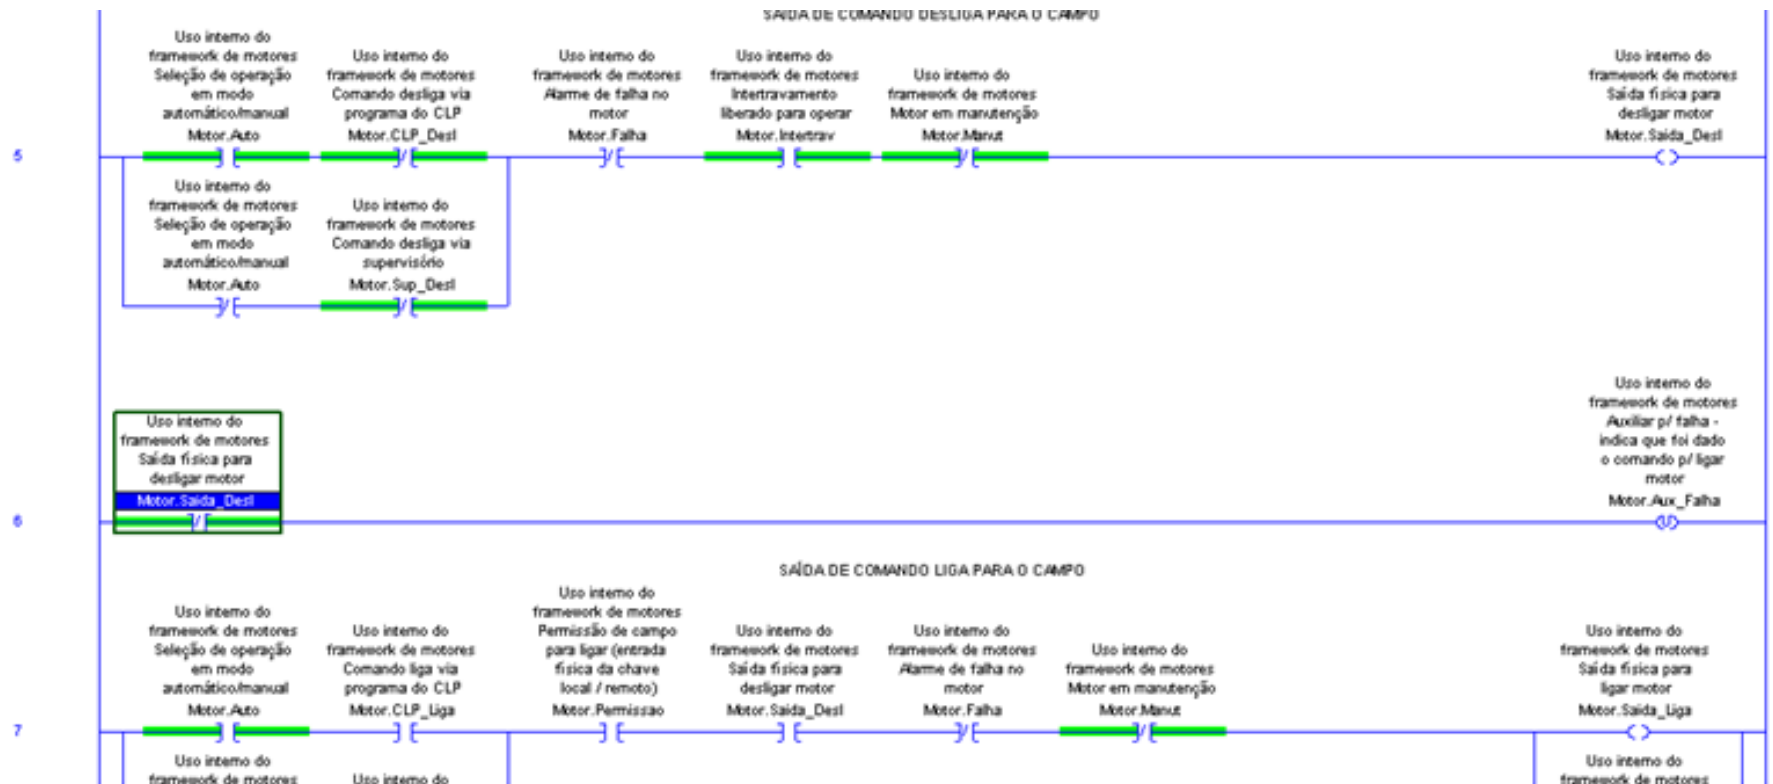 SAÍDA DE COMANDO DESLIGA PARA O CAMPO
Uso interno do
framework de motores
Seleção de operação
em modo
automático/manual
Motor.Auto
Uso interno do
framework de motores
Comando desliga via
programa do CLP
Motor.CLP_Desl
Uso interno do
framework de motores
Alarme de falha no
motor
Motor.Falha
Uso interno do
framework de motores
Intertravamento
liberado para operar
Motor.Intertrav
Uso interno do
framework de motores
Motor em manutenção
Motor.Manut
Uso interno do
framework de motores
Saída física para
desligar motor
Motor.Saida_Desl
5
Uso interno do
framework de motores
Seleção de operação
em modo
automático/manual
Motor.Auto
Uso interno do
framework de motores
Comando desliga via
supervisório
Motor.Sup_Desl
Uso interno do
framework de motores
Saída física para
desligar motor
Motor.Saida_Desl
Uso interno do
framework de motores
Auxiliar p/ falha -
indica que foi dado
o comando p/ ligar
motor
Motor.Aux_Falha
6
SAÍDA DE COMANDO LIGA PARA O CAMPO
Uso interno do
framework de motores
Seleção de operação
em modo
automático/manual
Motor.Auto
Uso interno do
framework de motores
Comando liga via
programa do CLP
Motor.CLP_Liga
Uso interno do
framework de motores
Permissão de campo
para ligar (entrada
física da chave
local / remoto)
Motor.Permissao
Uso interno do
framework de motores
Saída física para
desligar motor
Motor.Saida_Desl
Uso interno do
framework de motores
Alarme de falha no
motor
Motor.Falha
Uso interno do
framework de motores
Motor em manutenção
Motor.Manut
Uso interno do
framework de motores
Saída física para
ligar motor
Motor.Saida_Liga
7
Uso interno do
framework de motores
Uso interno do
Uso interno do
framework de motores